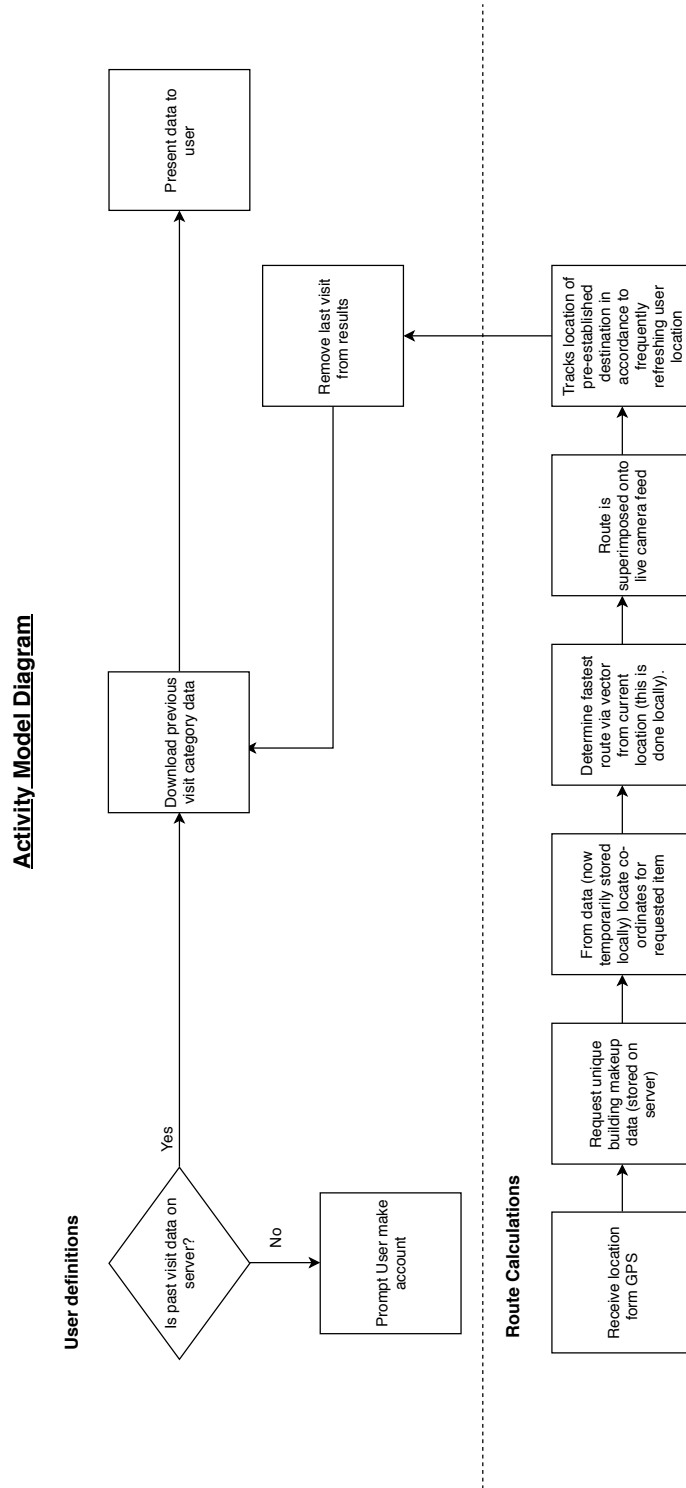 Activity Model Diagram
User definitions
Is past visit data on
server?
Yes
No
Prompt User make
account
Download previous
visit category data
Present data to
user
Remove last visit
from results
Route Calculations
Receive location
form GPS
Request unique
building makeup
data (stored on
server)
From data (now
temporarily stored
locally) locate co-
ordinates for
requested item
Determine fastest
route via vector
from current
location (this is
done locally).
Route is
superimposed onto
live camera feed
Tracks location of
pre-established
destination in
accordance to
frequently
refreshing user
location